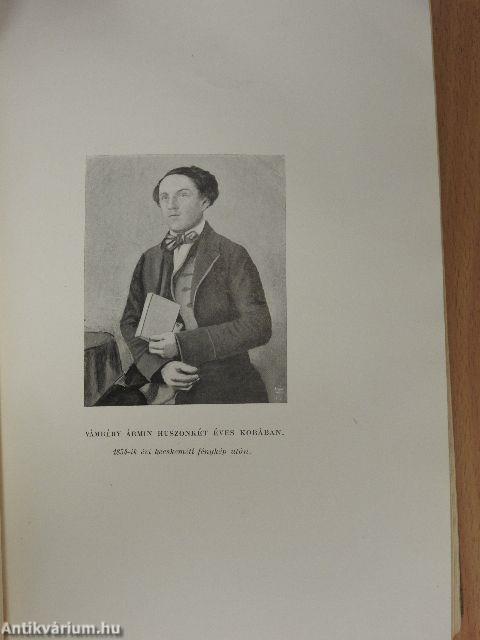 VÁMBÉRY ÁRMIN HUSZONKÉT ÉVES KORÁBAN.
1854-ik évi kecskeméti fénykép után.
Antikvárium.hu